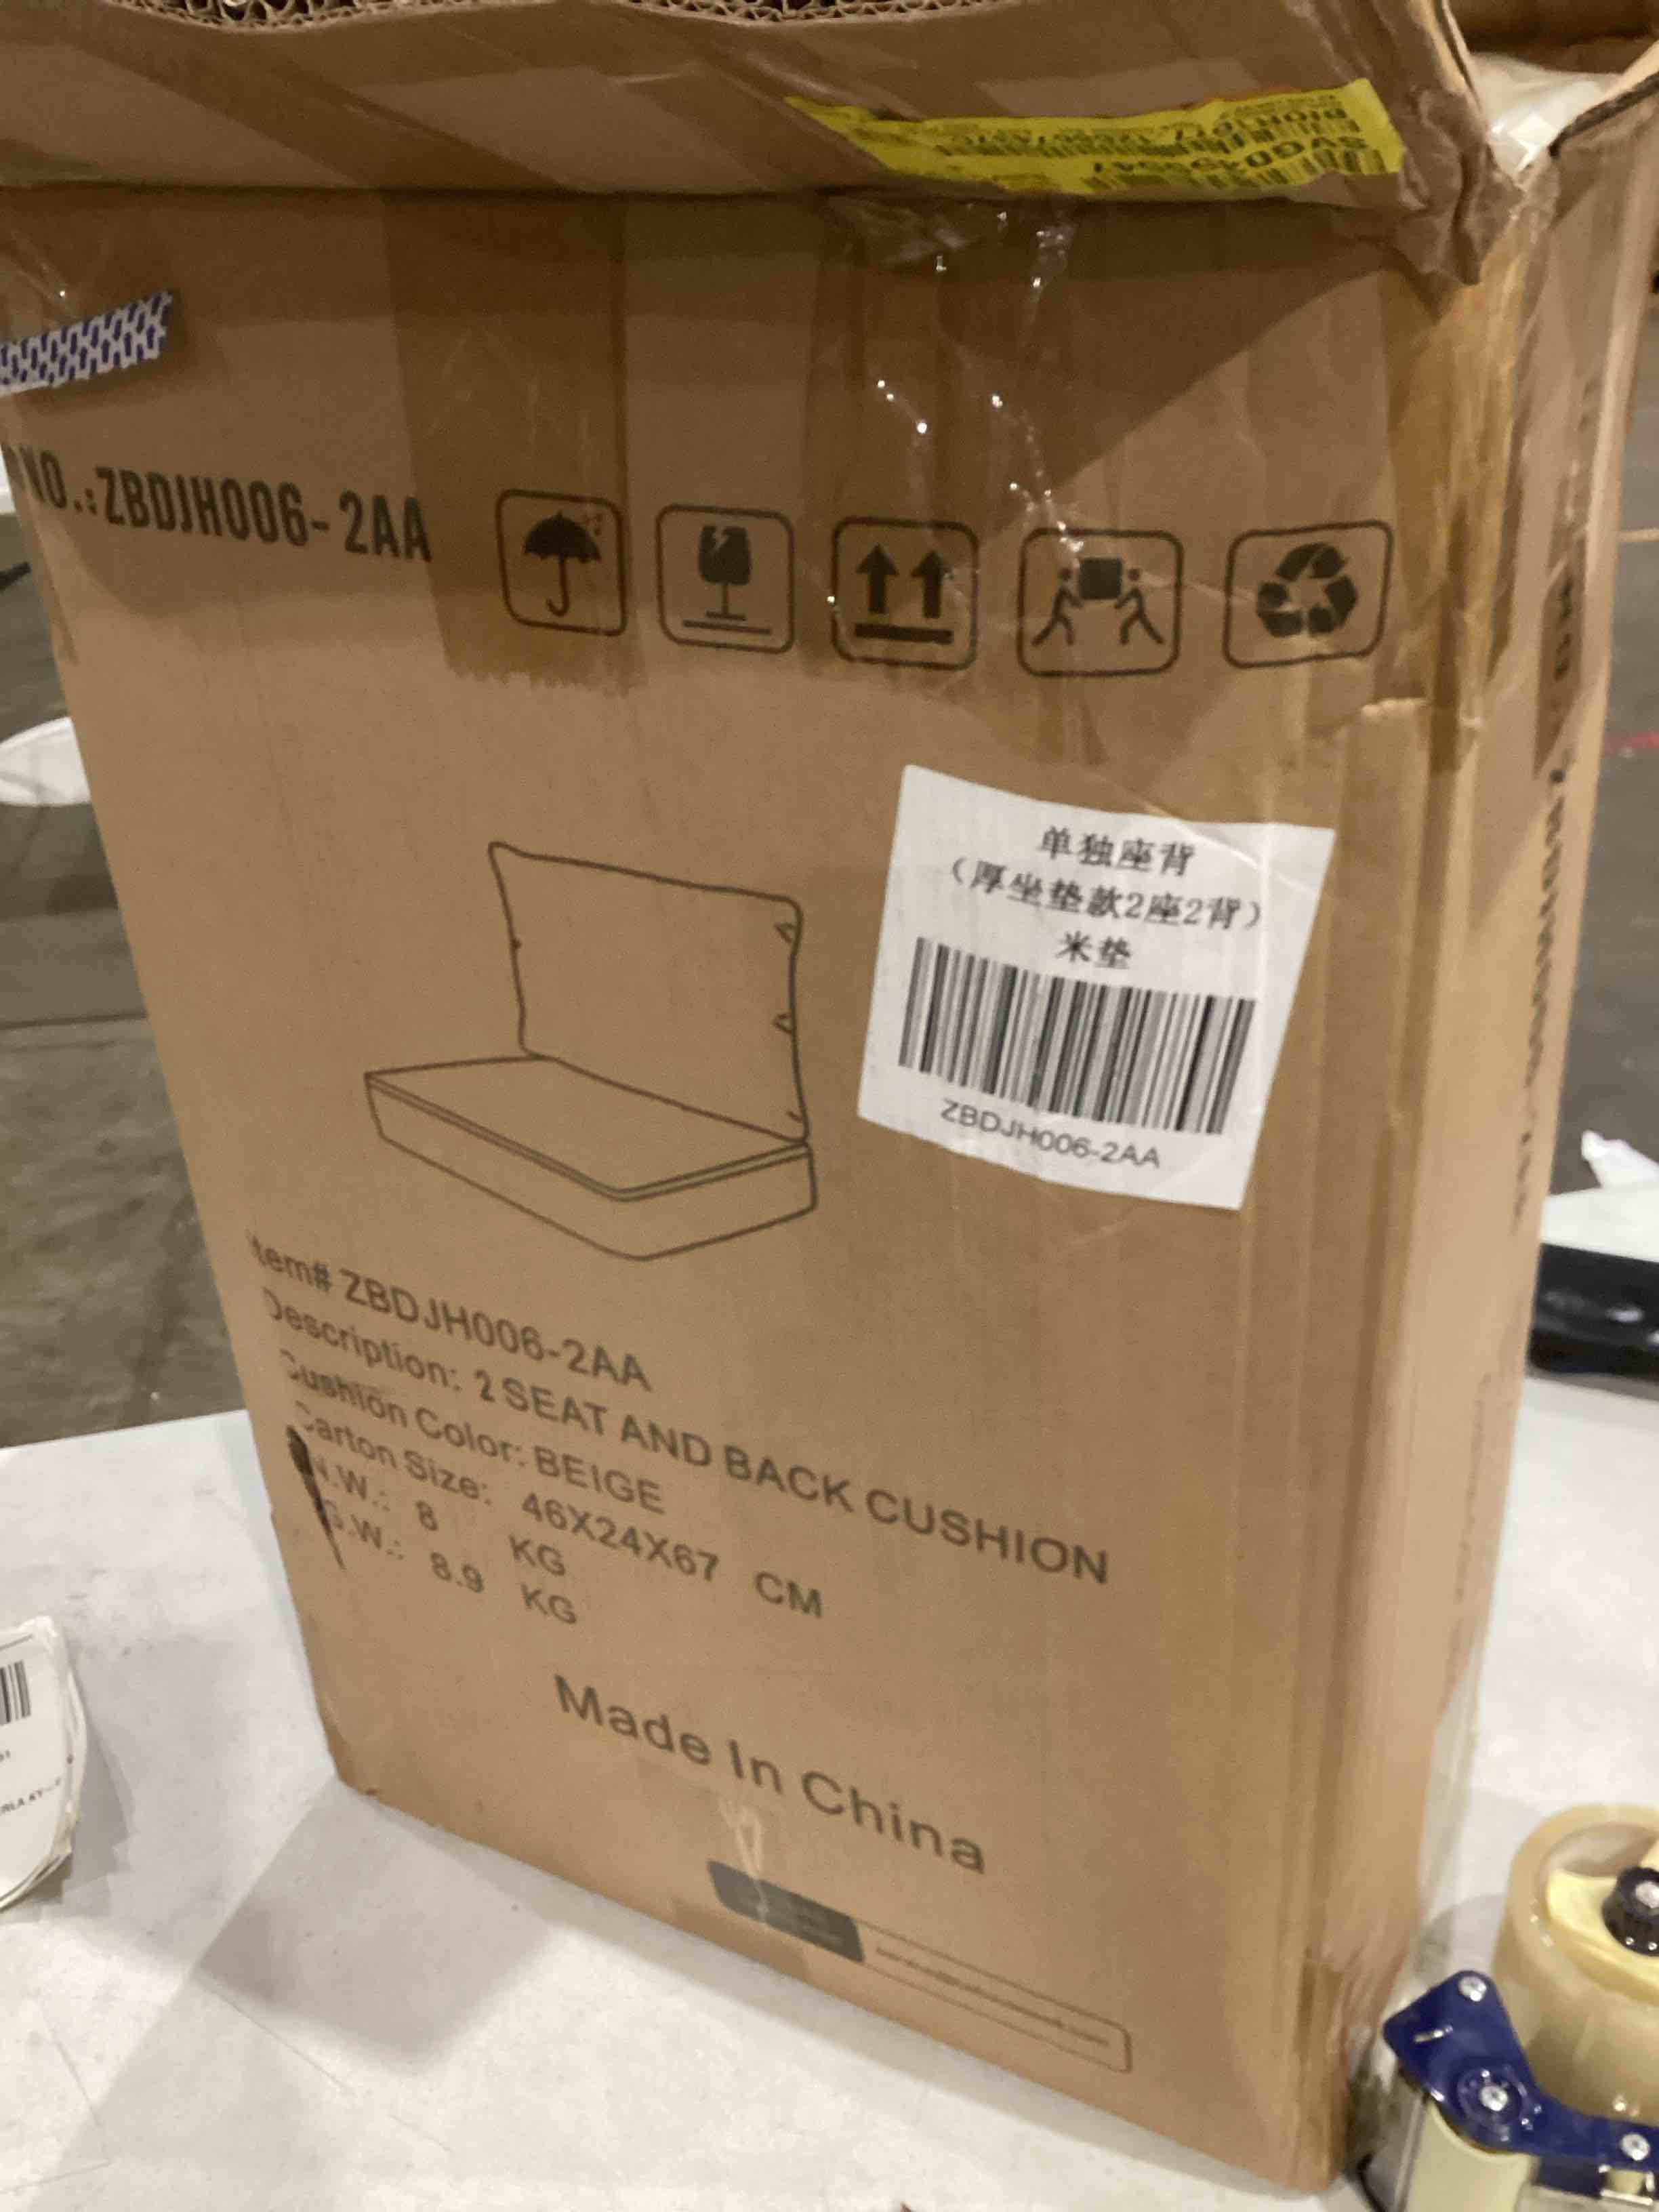 NO.:ZBDJH006-2AA
单独座背
（厚坐垫款2座2背）
米垫
ZBDJH006-2AA
Item# ZBDJH006-2AA
Description: 2 SEAT AND BACK CUSHION
Cushion Color: BEIGE
Carton Size: 46X24X67 CM
N.W.: 8 KG
G.W.: 8.9 KG
Made In China